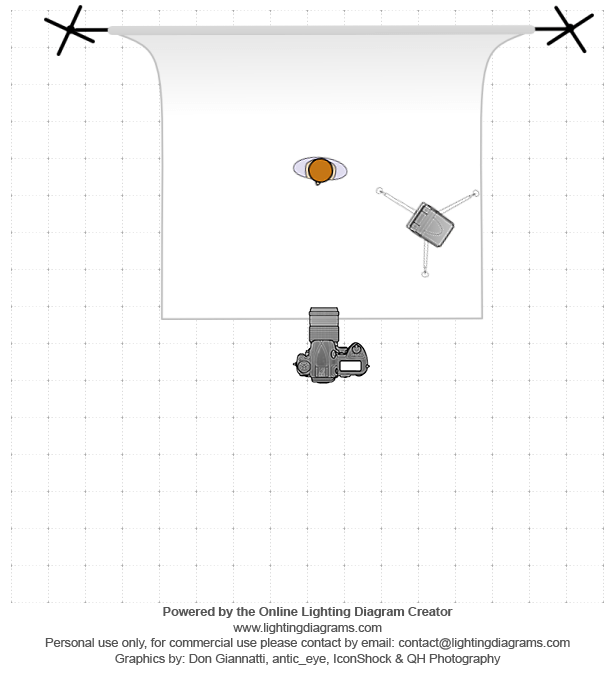 Powered by the Online Lighting Diagram Creator
www.lightingdiagrams.com
Personal use only, for commercial use please contact by email: contact@lightingdiagrams.com
Graphics by: Don Giannatti, antic_eye, IconShock & QH Photography